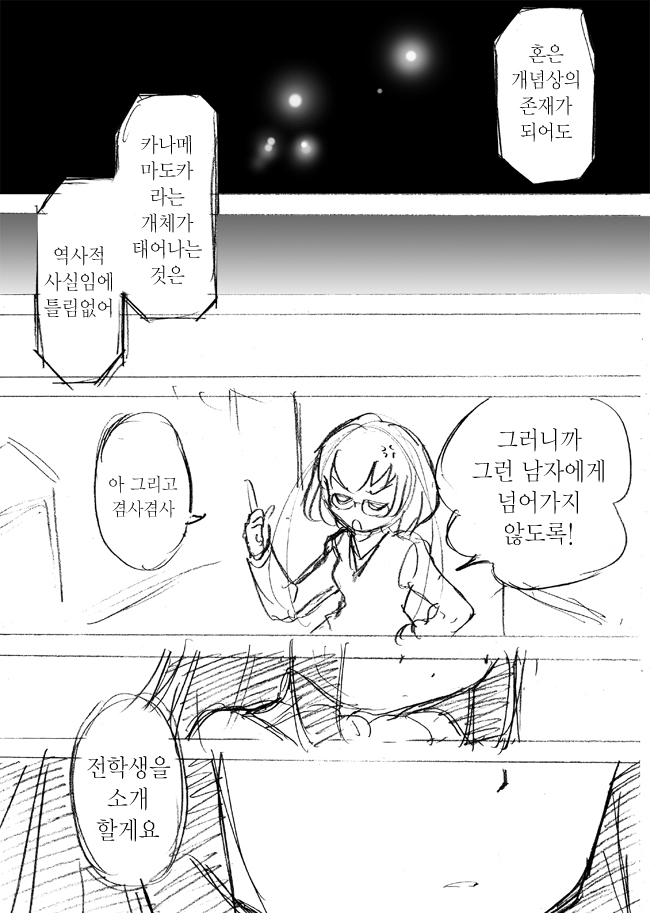 혼은
개념상의
존재가
되어도
카나메
마도카
라는
개체가
태어나는
것은
역사적
사실임에
틀림없어
그러니까
그런 남자에게
넘어가지
않도록!
아 그리고
겸사겸사
전학생을
소개
할게요